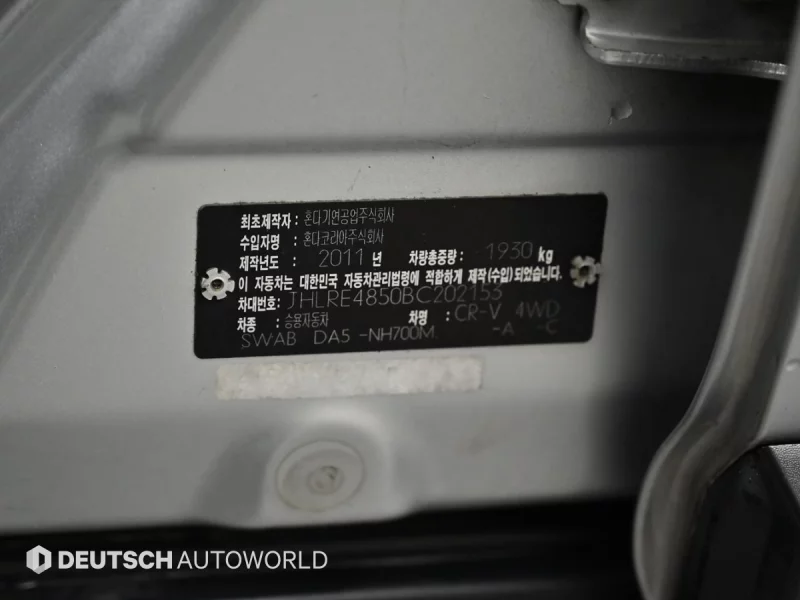 최초제작자 : 혼다기연공업주식회사
수입자명 : 혼다코리아주식회사
제작년도 : 2011 년 차량총중량 : 1930 kg
이 자동차는 대한민국 자동차관리법령에 적합하게 제작(수입)되었습니다.
차대번호: JHLRE4850BC202155
차종 : 승용자동차 차명 : CR-V 4WD
SWAB DA5 -NH700M -A -C
DEUTSCH AUTOWORLD